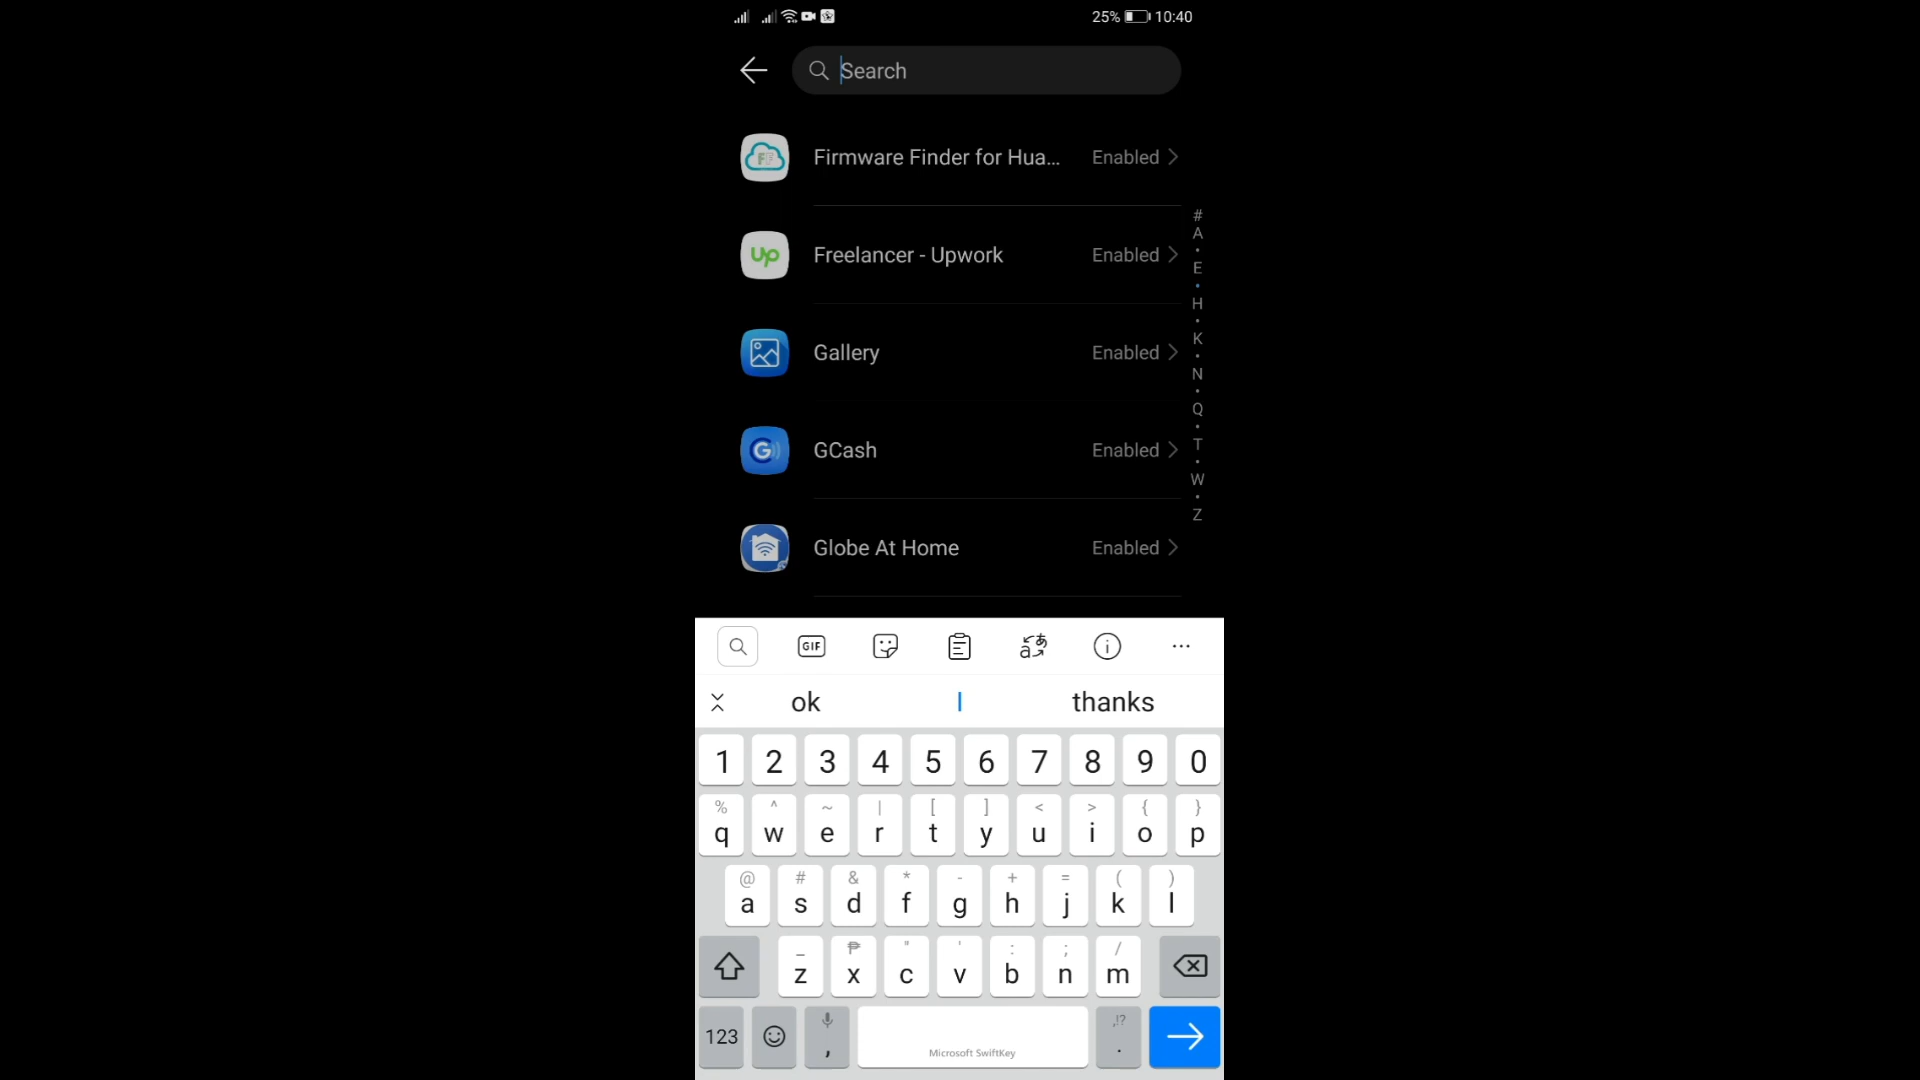 25% 10:40
Search
Firmware Finder for Hua... Enabled
Freelancer - Upwork Enabled
Gallery Enabled
GCash Enabled
Globe At Home Enabled
#
A
E
H
K
N
Q
T
W
Z
GIF
ok I thanks
1 2 3 4 5 6 7 8 9 0
% ^ ~ | [ ] < > { }
q w e r t y u i o p
@ # & * - + = ( )
a s d f g h j k l
_ ₱ " ' : ; /
z x c v b n m
,!?
123 , .
Microsoft SwiftKey